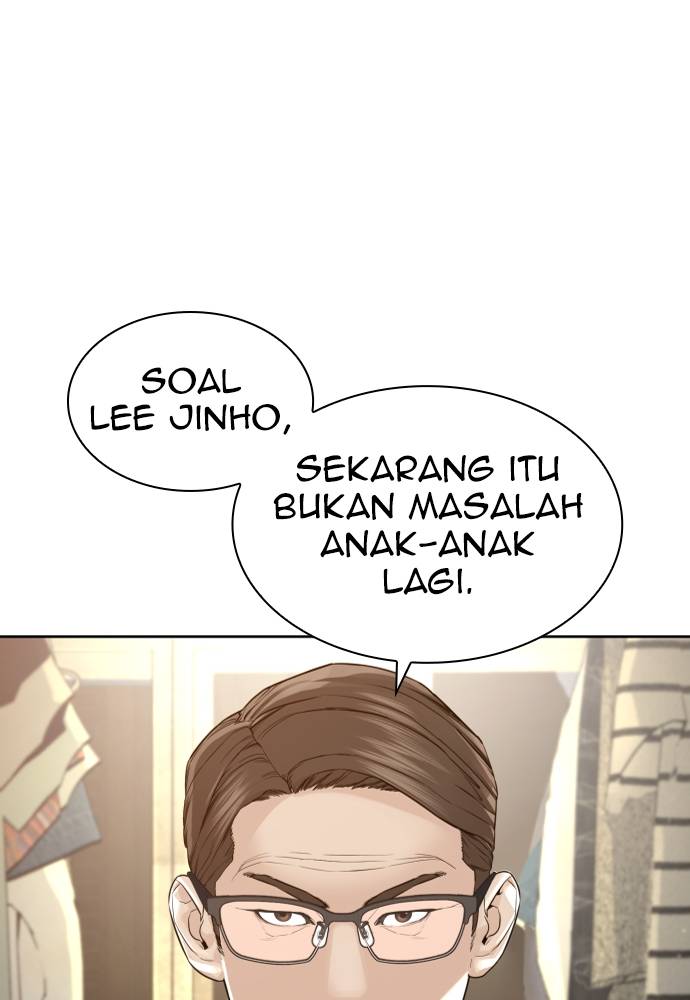 SOAL
LEE JINHO,
SEKARANG ITU
BUKAN MASALAH
ANAK-ANAK
LAGI.